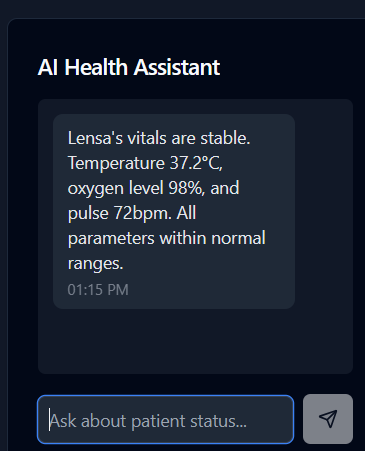 AI Health Assistant
Lensa's vitals are stable.
Temperature 37.2°C,
oxygen level 98%, and
pulse 72bpm. All
parameters within normal
ranges.
01:15 PM
Ask about patient status...